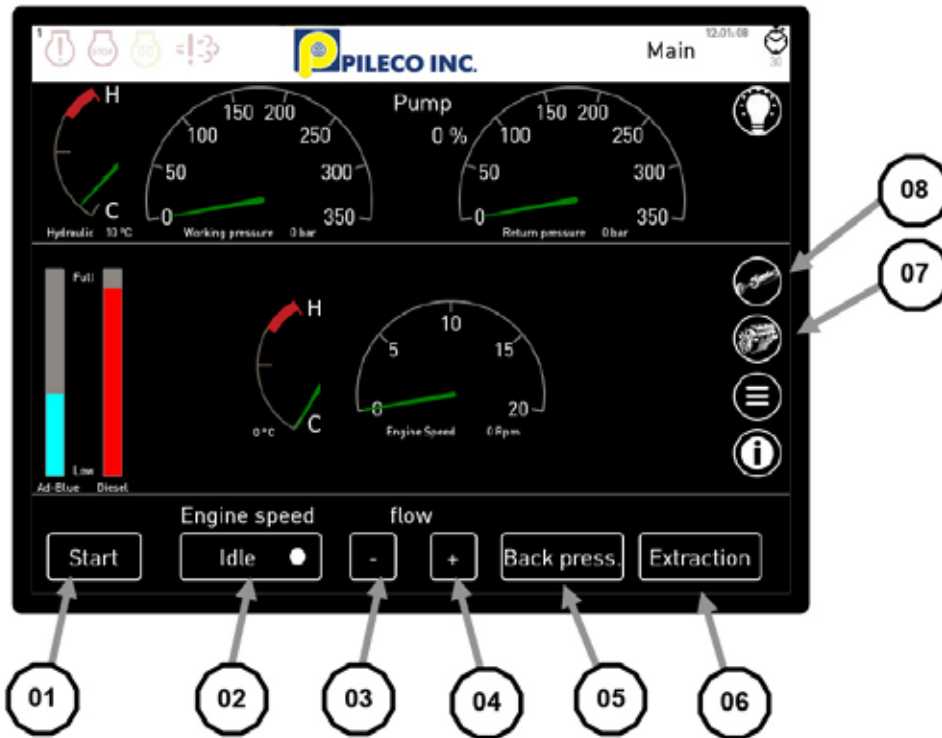 1
STOP
PILECO INC.
Main
12:01:08
30
H
C
Hydraulic 10 °C
0
50
100
150
200
250
300
350
Working pressure 0 bar
Pump
0 %
0
50
100
150
200
250
300
350
Return pressure 0 bar
Full
Low
Ad-Blue
Diesel
H
C
0 °C
0
5
10
15
20
Engine Speed 0 Rpm
Engine speed
flow
Start
Idle
-
+
Back press.
Extraction
08
07
01
02
03
04
05
06